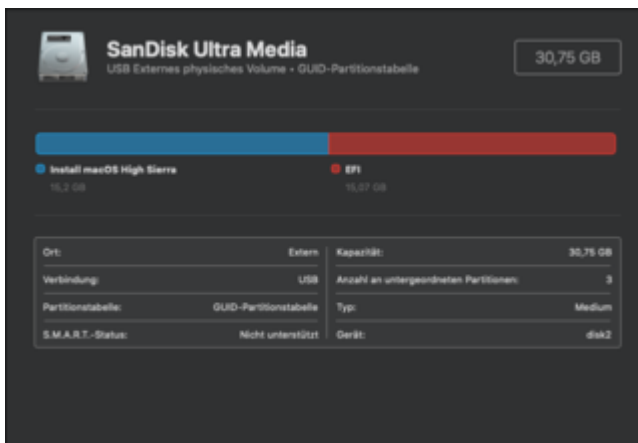 SanDisk Ultra Media
USB Externes physisches Volume • GUID-Partitionstabelle
30,75 GB
Install macOS High Sierra
15,2 GB
EFI
15,07 GB
Ort: Extern
Kapazität: 30,75 GB
Verbindung: USB
Anzahl an untergeordneten Partitionen: 3
Partitionstabelle: GUID-Partitionstabelle
Typ: Medium
S.M.A.R.T.-Status: Nicht unterstützt
Gerät: disk2